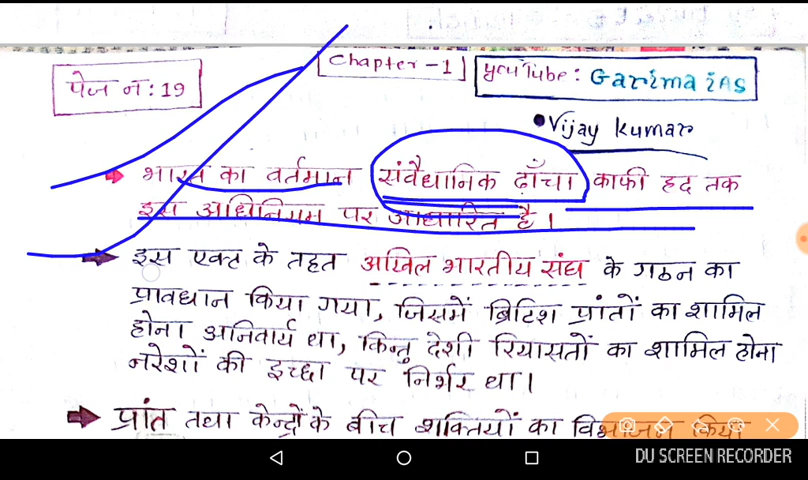 Chapter-1
YouTube: Garima IAS
पेज नं:19
•Vijay Kumar
भारत का वर्तमान संवैधानिक ढ़ाँचा काफी हद तक
इस अधिनियम पर आधारित है।
इस एक्ट के तहत अखिल भारतीय संघ के गठन का
प्रावधान किया गया, जिसमें ब्रिटिश प्रांतों का शामिल
होना अनिवार्य था, किन्तु देशी रियासतों का शामिल होना
नरेशों की इच्छा पर निर्भर था।
प्रांत तथा केन्द्रों के बीच शक्तियों का विभाजन किया
DU SCREEN RECORDER